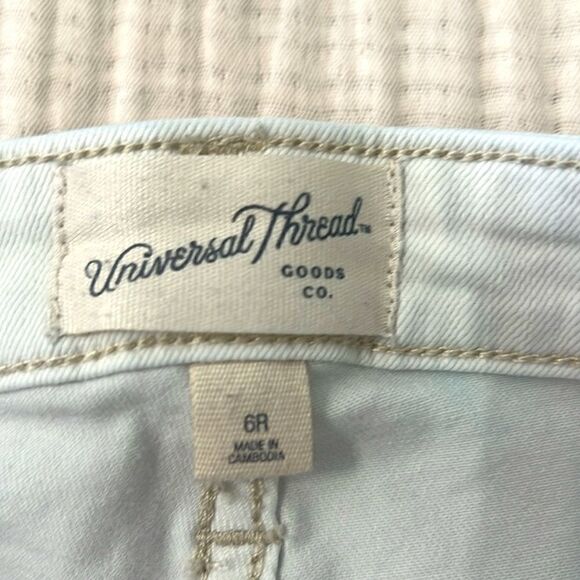 Universal Thread™
GOODS
CO.
6R
MADE IN
CAMBODIA